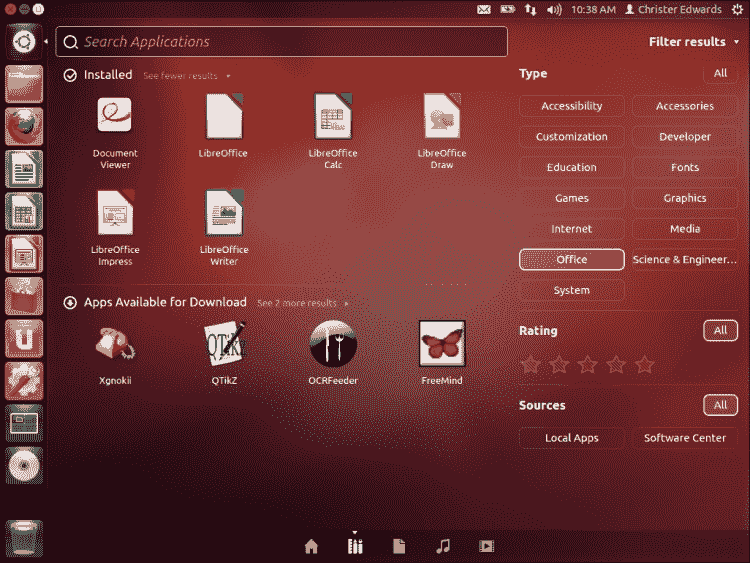 10:38 AM Christer Edwards
Search Applications
Filter results
Installed See fewer results
Type All
Document
Viewer
LibreOffice
LibreOffice
Calc
LibreOffice
Draw
LibreOffice
Impress
LibreOffice
Writer
Accessibility Accessories
Customization Developer
Education Fonts
Games Graphics
Internet Media
Office Science & Engineer...
System
Apps Available for Download See 2 more results
Xgnokii
QTikZ
QTikZ
OCRFeeder
FreeMind
Rating All
Sources All
Local Apps Software Center